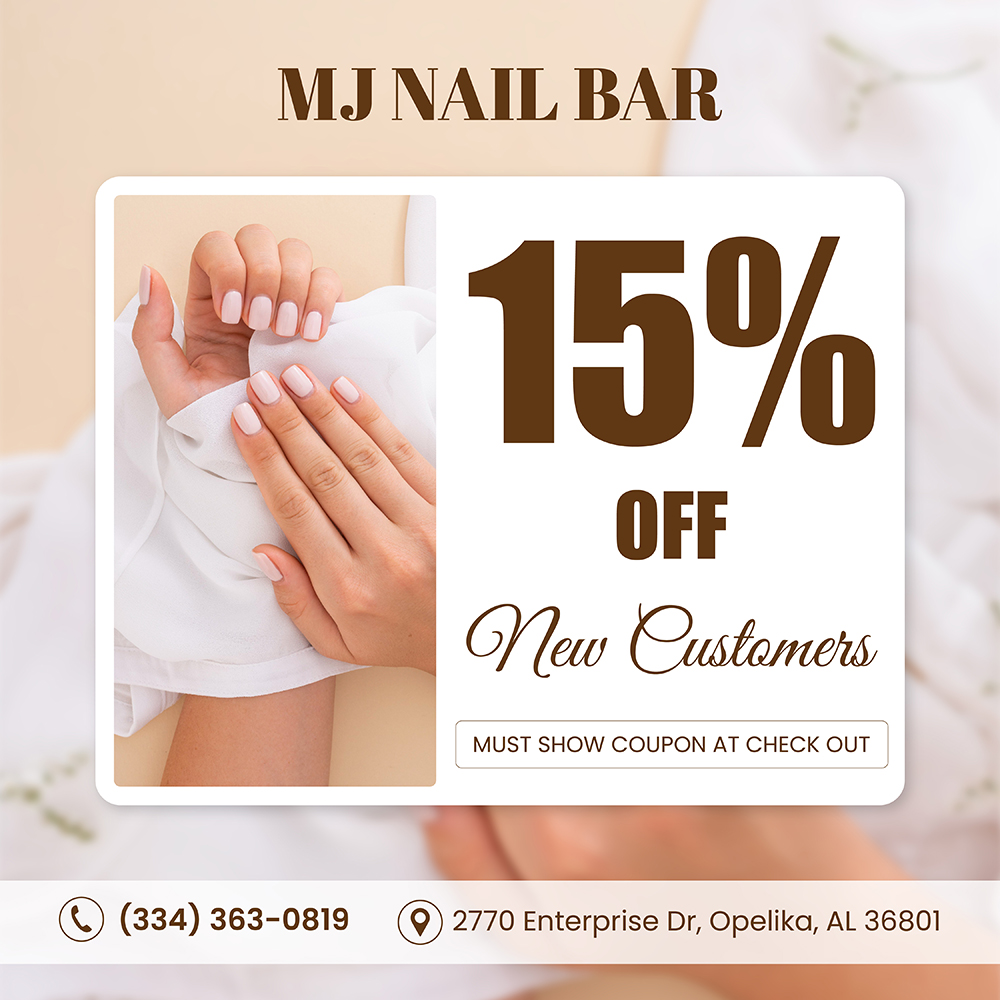 MJ NAIL BAR
15%
OFF
New Customers
MUST SHOW COUPON AT CHECK OUT
(334) 363-0819
2770 Enterprise Dr, Opelika, AL 36801